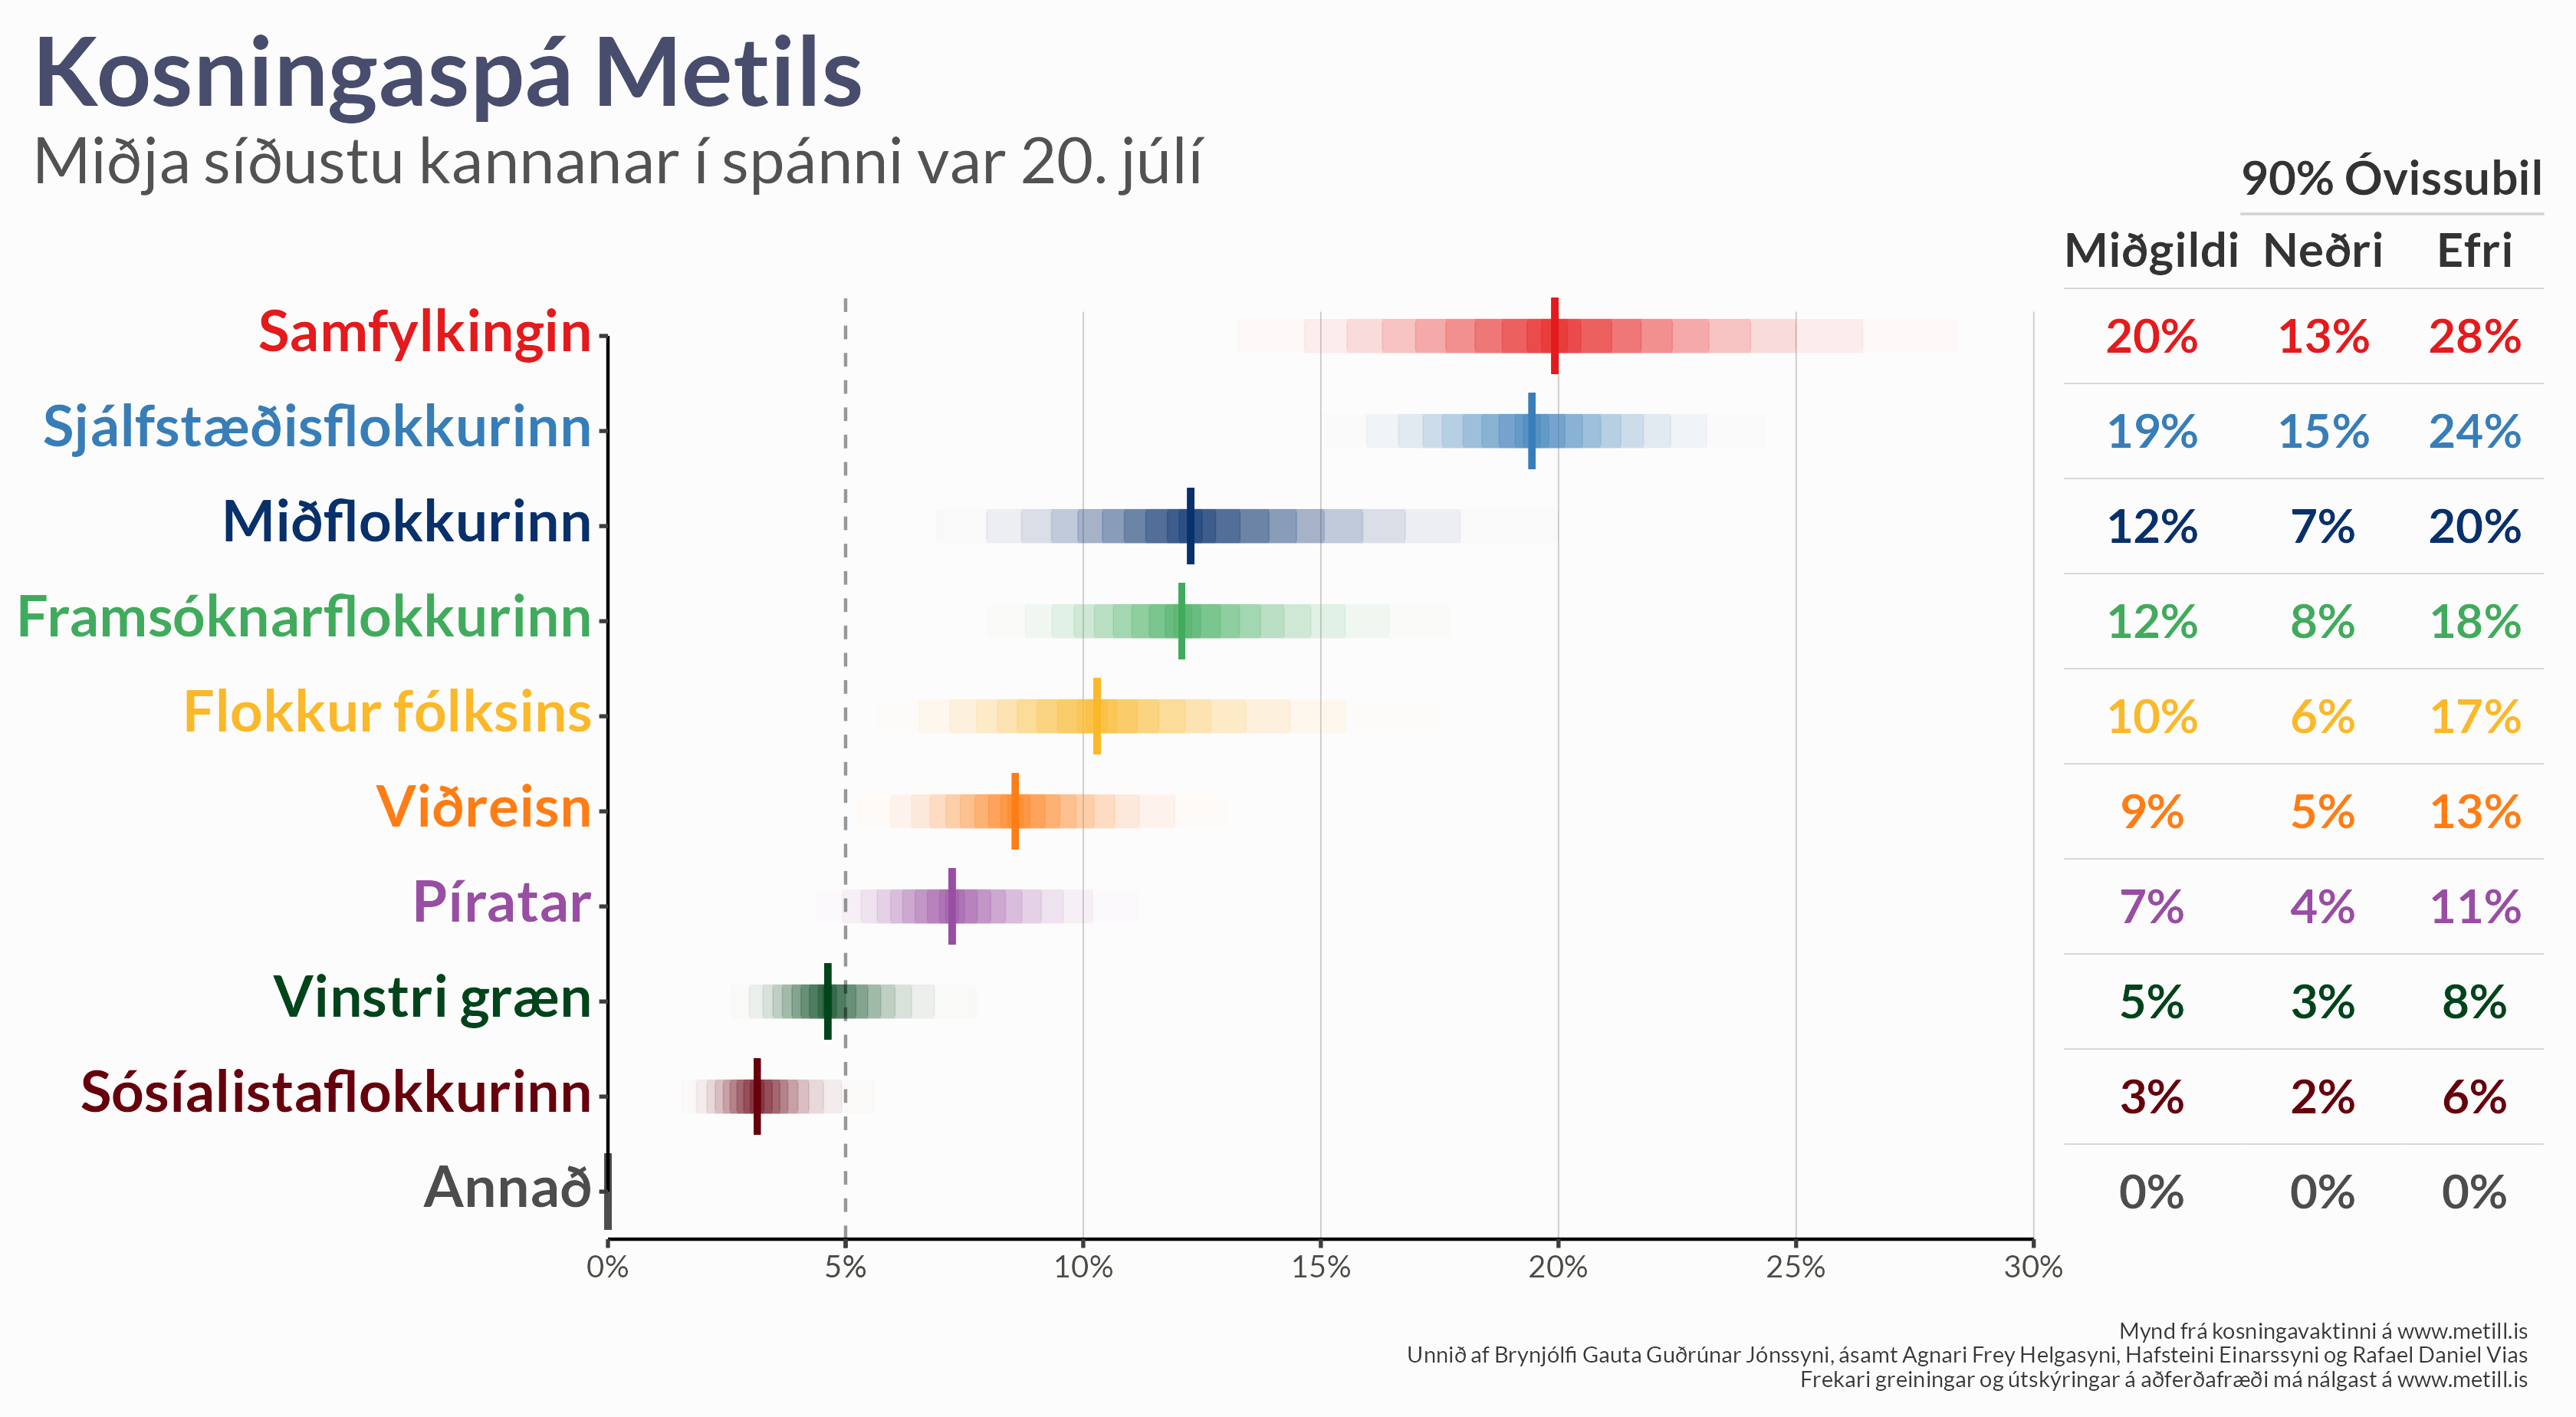 Kosningaspá Metils
Miðja síðustu kannanar í spánni var 20. júlí
90% Óvissubil
Miðgildi Neðri Efri
Samfylkingin 20% 13% 28%
Sjálfstæðisflokkurinn 19% 15% 24%
Miðflokkurinn 12% 7% 20%
Framsóknarflokkurinn 12% 8% 18%
Flokkur fólksins 10% 6% 17%
Viðreisn 9% 5% 13%
Píratar 7% 4% 11%
Vinstri græn 5% 3% 8%
Sósíalistaflokkurinn 3% 2% 6%
Annað 0% 0% 0%
0% 5% 10% 15% 20% 25% 30%
Mynd frá kosningavaktinni á www.metill.is
Unnið af Brynjólfi Gauta Guðrúnar Jónssyni, ásamt Agnari Frey Helgasyni, Hafsteini Einarssyni og Rafael Daniel Vias
Frekari greiningar og útskýringar á aðferðafræði má nálgast á www.metill.is